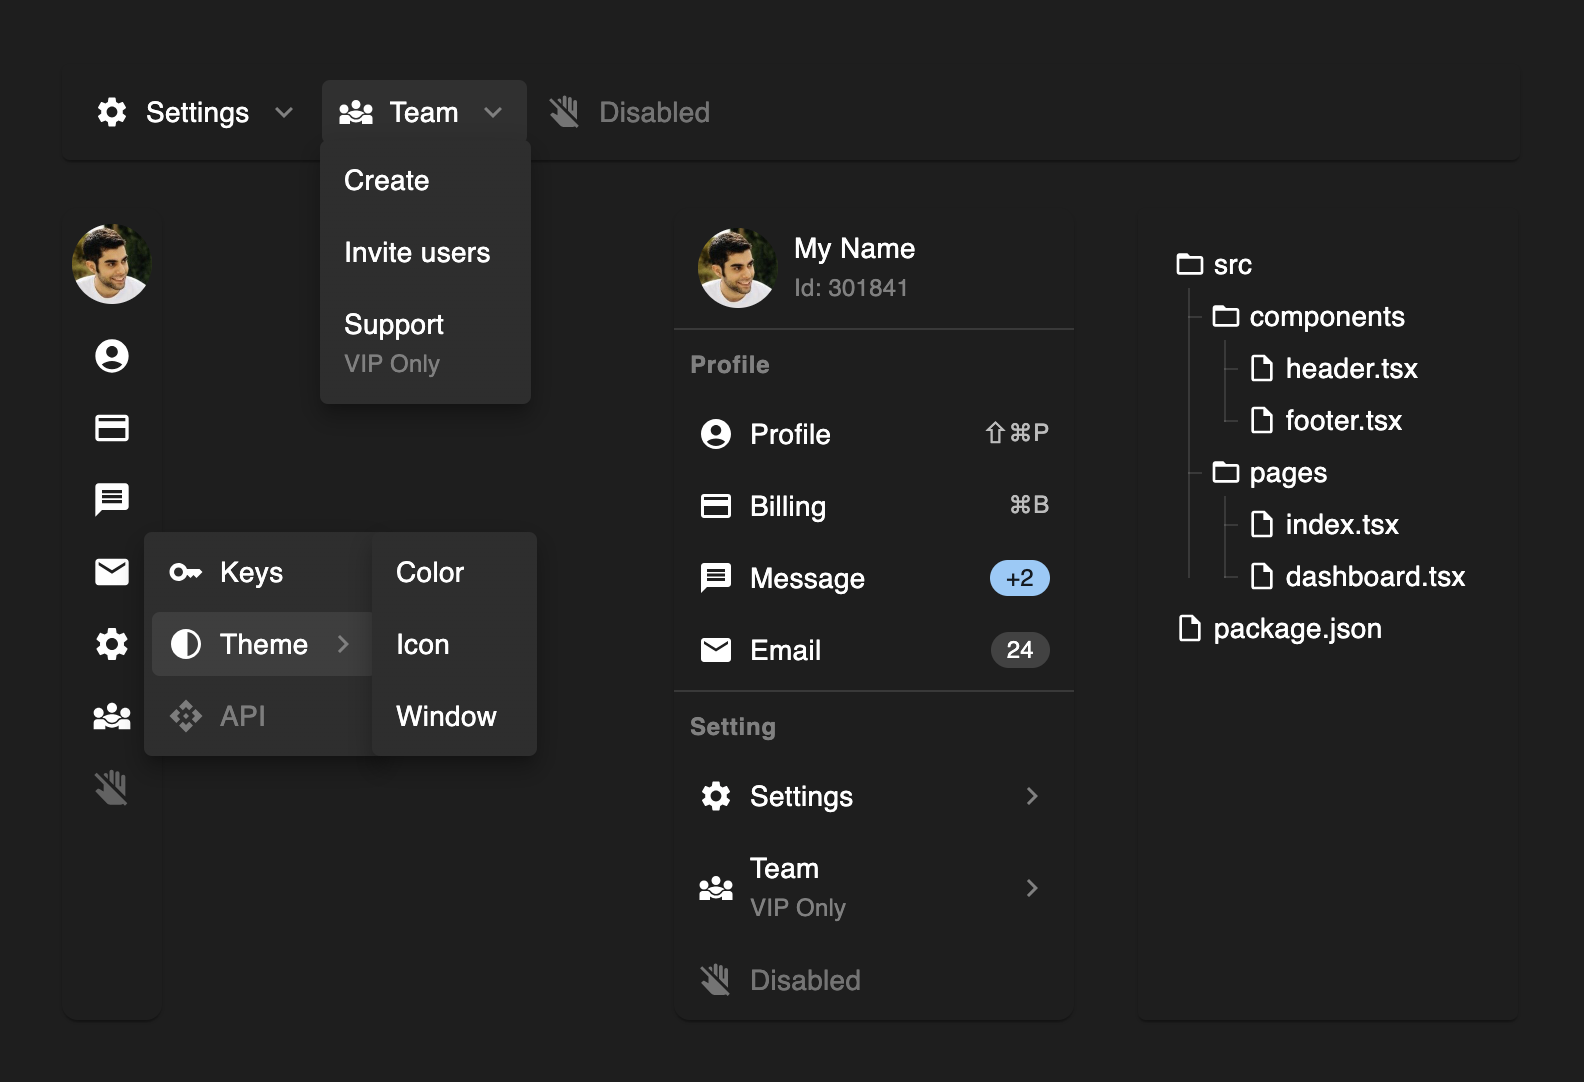 Settings
Team
Disabled
Create
Invite users
Support
VIP Only
Keys
Theme
API
Color
Icon
Window
My Name
Id: 301841
Profile
Profile ⇧⌘P
Billing ⌘B
Message +2
Email 24
Setting
Settings
Team
VIP Only
Disabled
src
components
header.tsx
footer.tsx
pages
index.tsx
dashboard.tsx
package.json